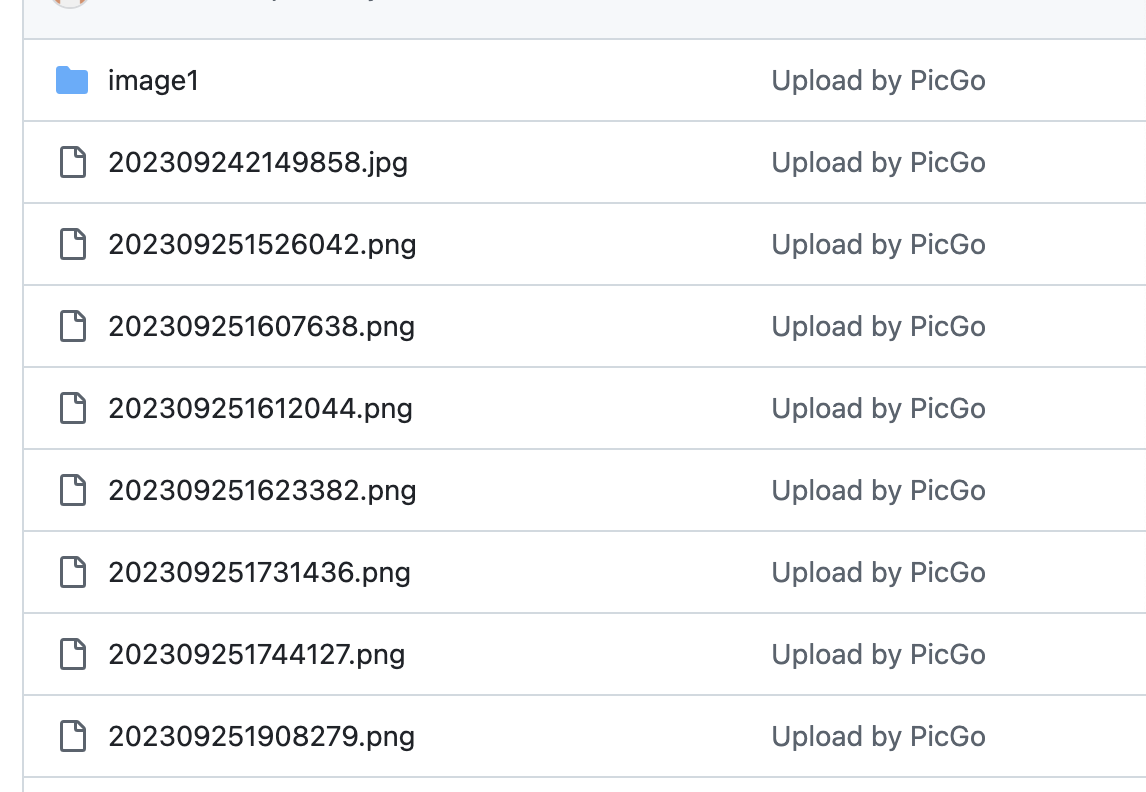 image1 Upload by PicGo
202309242149858.jpg Upload by PicGo
202309251526042.png Upload by PicGo
202309251607638.png Upload by PicGo
202309251612044.png Upload by PicGo
202309251623382.png Upload by PicGo
202309251731436.png Upload by PicGo
202309251744127.png Upload by PicGo
202309251908279.png Upload by PicGo